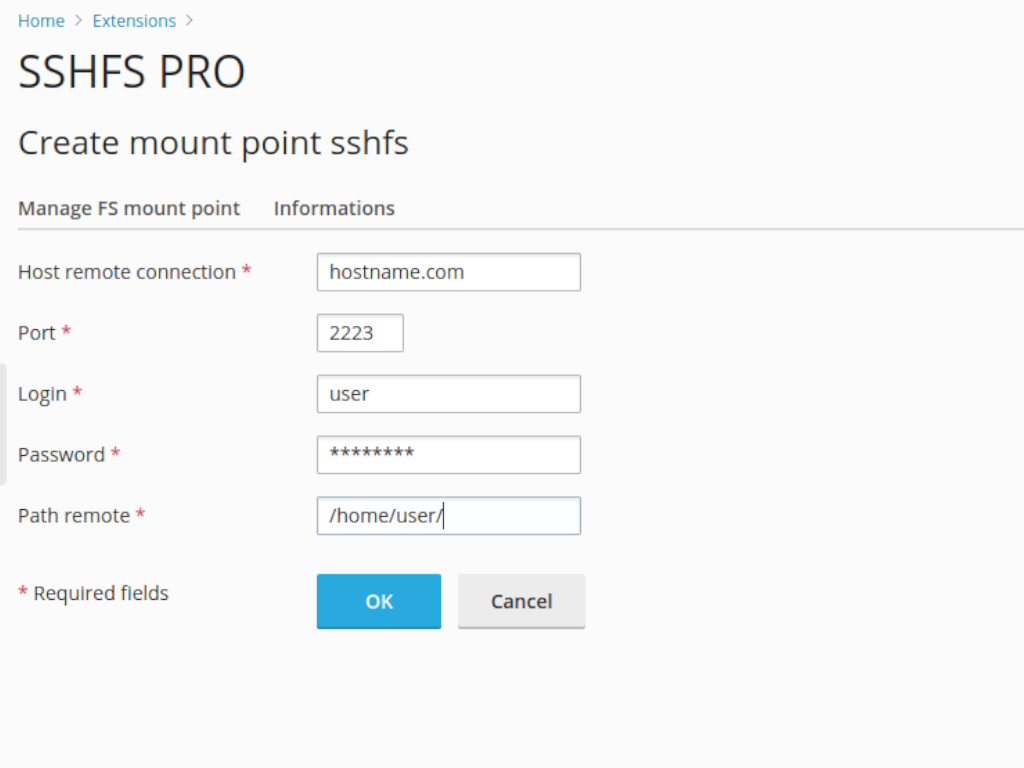 Home > Extensions >
SSHFS PRO
Create mount point sshfs
Manage FS mount point Informations
Host remote connection * hostname.com
Port * 2223
Login * user
Password * ********
Path remote * /home/user/
* Required fields OK Cancel